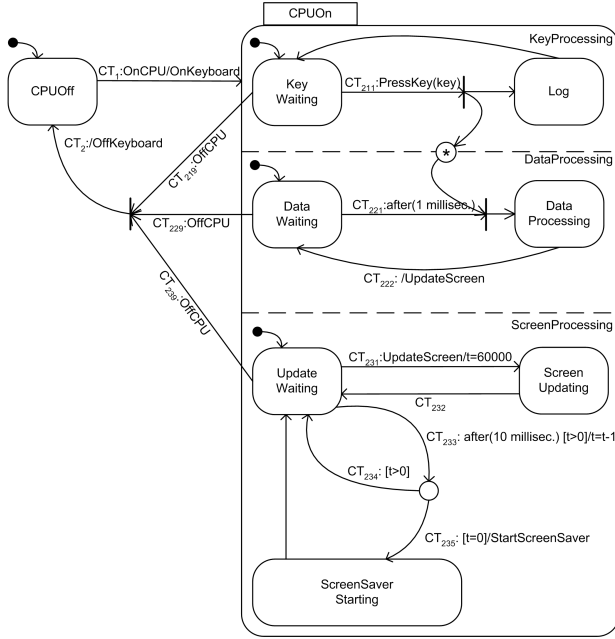 CPUOn
KeyProcessing
CPUOff
CT1:OnCPU/OnKeyboard
Key
Waiting
CT211:PressKey(key)
Log
CT2:/OffKeyboard
CT219:OffCPU
*
DataProcessing
Data
Waiting
CT221:after(1 millisec.)
Data
Processing
CT229:OffCPU
CT222: /UpdateScreen
CT239:OffCPU
ScreenProcessing
Update
Waiting
CT231:UpdateScreen/t=60000
Screen
Updating
CT232
CT233: after(10 millisec.) [t>0]/t=t-1
CT234: [t>0]
CT235: [t=0]/StartScreenSaver
ScreenSaver
Starting